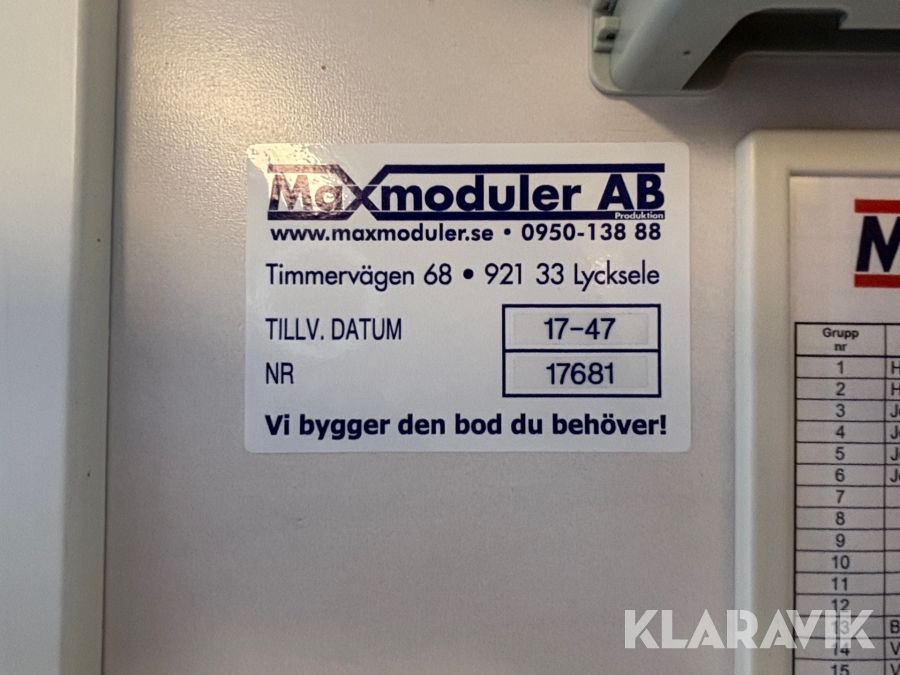 Maxmoduler AB
Produktion
www.maxmoduler.se • 0950-138 88
Timmervägen 68 • 921 33 Lycksele
TILLV. DATUM 17-47
NR 17681
Vi bygger den bod du behöver!
M
Grupp
nr
1 H
2 H
3 J
4 J
5 J
6 J
7
8
9
10
11
12
13 B
14 V
15 V
KLARAVIK